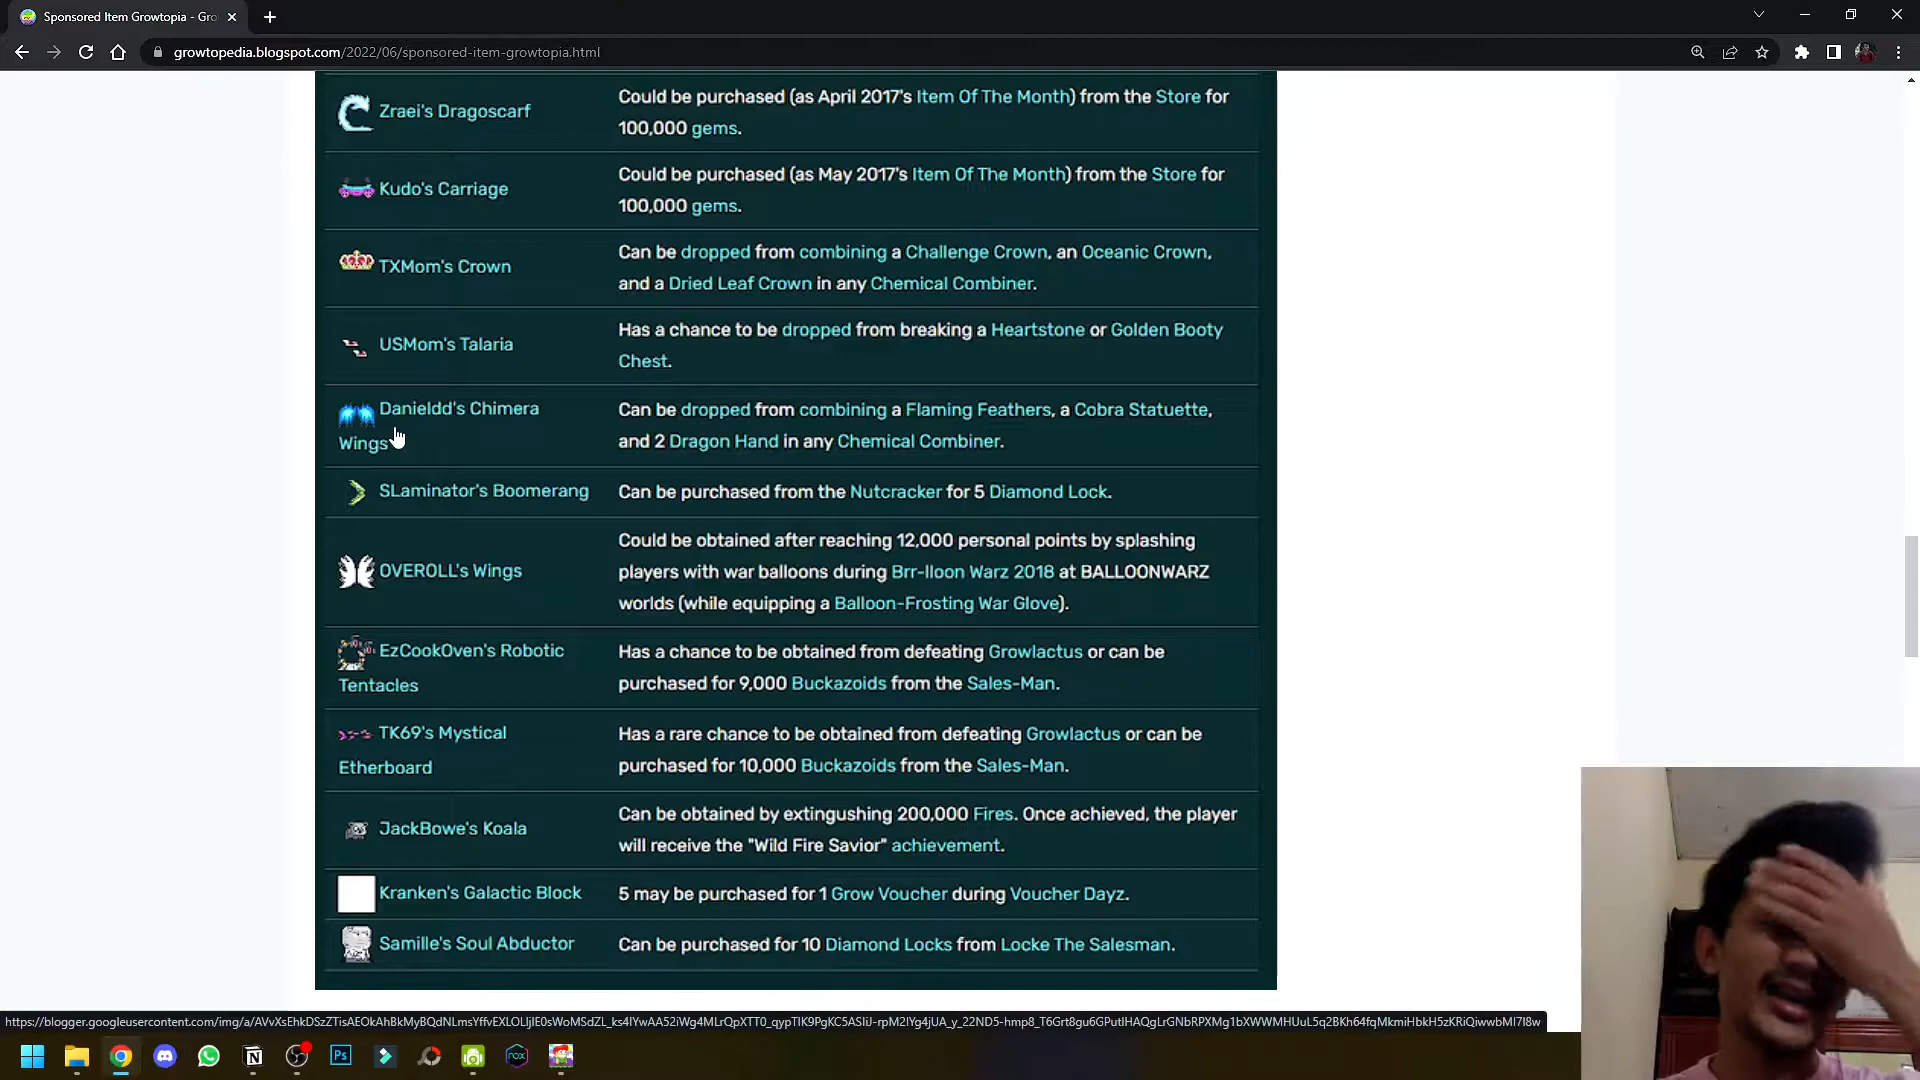 Sponsored Item Growtopia - Gro
growtopedia.blogspot.com/2022/06/sponsored-item-growtopia.html
Zraei's Dragoscarf
Could be purchased (as April 2017's Item Of The Month) from the Store for
100,000 gems.
Kudo's Carriage
Could be purchased (as May 2017's Item Of The Month) from the Store for
100,000 gems.
TXMom's Crown
Can be dropped from combining a Challenge Crown, an Oceanic Crown,
and a Dried Leaf Crown in any Chemical Combiner.
USMom's Talaria
Has a chance to be dropped from breaking a Heartstone or Golden Booty
Chest.
Danieldd's Chimera
Wings
Can be dropped from combining a Flaming Feathers, a Cobra Statuette,
and 2 Dragon Hand in any Chemical Combiner.
SLaminator's Boomerang
Can be purchased from the Nutcracker for 5 Diamond Lock.
OVEROLL's Wings
Could be obtained after reaching 12,000 personal points by splashing
players with war balloons during Brr-lloon Warz 2018 at BALLOONWARZ
worlds (while equipping a Balloon-Frosting War Glove).
EzCookOven's Robotic
Tentacles
Has a chance to be obtained from defeating Growlactus or can be
purchased for 9,000 Buckazoids from the Sales-Man.
TK69's Mystical
Etherboard
Has a rare chance to be obtained from defeating Growlactus or can be
purchased for 10,000 Buckazoids from the Sales-Man.
JackBowe's Koala
Can be obtained by extingushing 200,000 Fires. Once achieved, the player
will receive the "Wild Fire Savior" achievement.
Kranken's Galactic Block
5 may be purchased for 1 Grow Voucher during Voucher Dayz.
Samille's Soul Abductor
Can be purchased for 10 Diamond Locks from Locke The Salesman.
Ps
nox